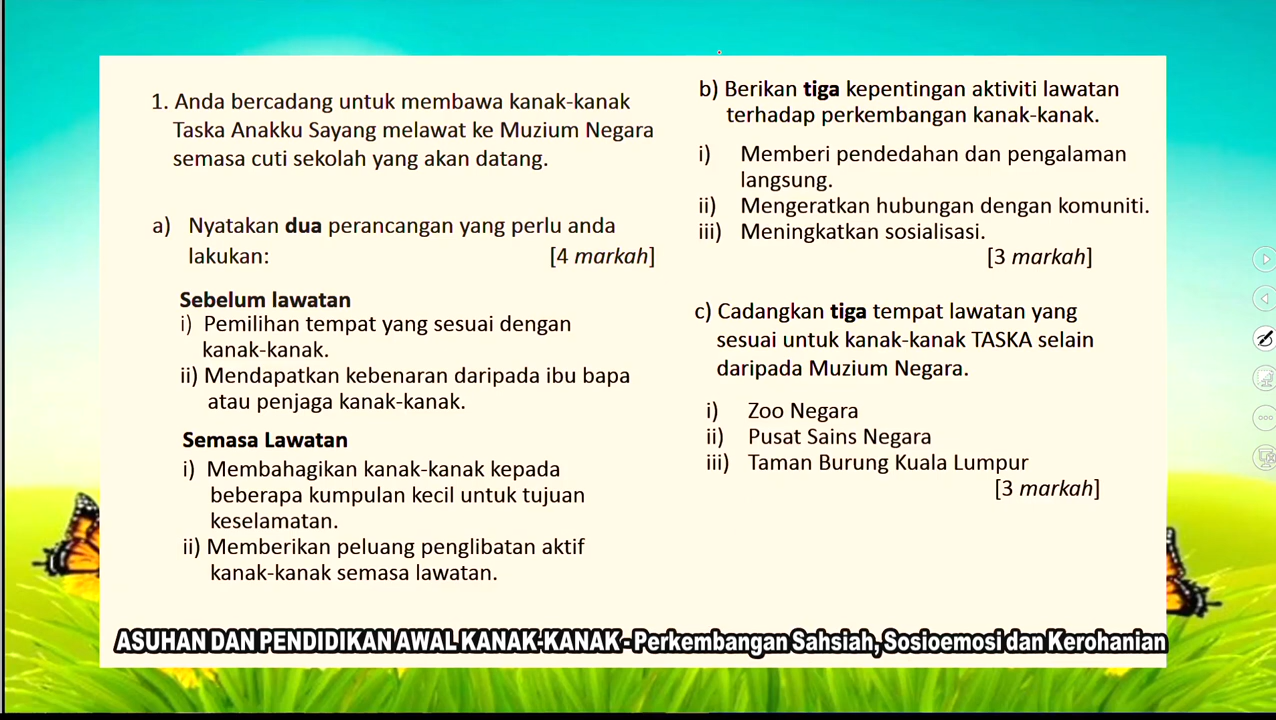 1. Anda bercadang untuk membawa kanak-kanak
Taska Anakku Sayang melawat ke Muzium Negara
semasa cuti sekolah yang akan datang.
a) Nyatakan dua perancangan yang perlu anda
lakukan: [4 markah]
Sebelum lawatan
i) Pemilihan tempat yang sesuai dengan
kanak-kanak.
ii) Mendapatkan kebenaran daripada ibu bapa
atau penjaga kanak-kanak.
Semasa Lawatan
i) Membahagikan kanak-kanak kepada
beberapa kumpulan kecil untuk tujuan
keselamatan.
ii) Memberikan peluang penglibatan aktif
kanak-kanak semasa lawatan.
b) Berikan tiga kepentingan aktiviti lawatan
terhadap perkembangan kanak-kanak.
i) Memberi pendedahan dan pengalaman
langsung.
ii) Mengeratkan hubungan dengan komuniti.
iii) Meningkatkan sosialisasi.
[3 markah]
c) Cadangkan tiga tempat lawatan yang
sesuai untuk kanak-kanak TASKA selain
daripada Muzium Negara.
i) Zoo Negara
ii) Pusat Sains Negara
iii) Taman Burung Kuala Lumpur
[3 markah]
ASUHAN DAN PENDIDIKAN AWAL KANAK-KANAK - Perkembangan Sahsiah, Sosioemosi dan Kerohanian